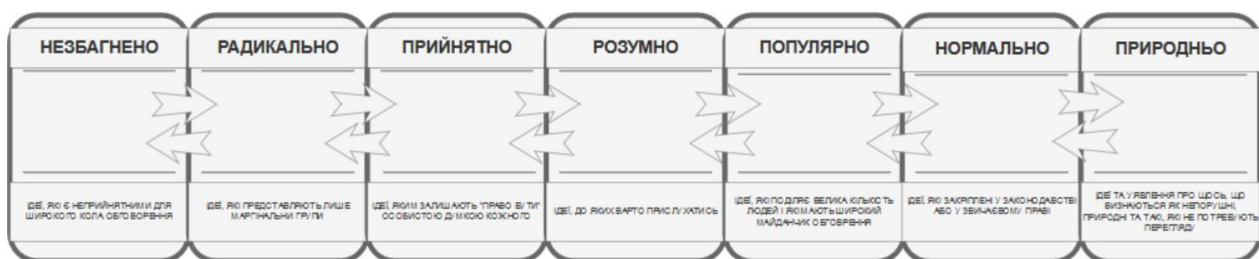 НЕЗБАГНЕНО
РАДИКАЛЬНО
ПРИЙНЯТНО
РОЗУМНО
ПОПУЛЯРНО
НОРМАЛЬНО
ПРИРОДНЬО
ІДЕЇ, ЯКІ Є НЕПРИЙНЯТНИМИ ДЛЯ
ШИРОКОГО КОЛА ОБГОВОРЕННЯ
ІДЕЇ, ЯКІ ПРЕДСТАВЛЯЮТЬ ЛИШЕ
МАРГІНАЛЬНИ ГРУПИ
ІДЕЇ, ЯКИМ ЗАЛИШАЮТЬ "ПРАВО БУТИ"
ОСОБИСТОЮ ДУМКОЮ КОЖНОГО
ІДЕЇ, ДО ЯКИХ ВАРТО ПРИСЛУХАТИСЬ
ІДЕЇ, ЯКІ ПОДІЛЯЄ ВЕЛИКА КІЛЬКІСТЬ
ЛЮДЕЙ І ЯКІ МАЮТЬ ШИРОКИЙ
МАЙДАНЧИК ОБГОВРЕННЯ
ІДЕЇ, ЯКІ ЗАКРІПЛЕНІ У ЗАКОНОДАВСТВІ
АБО У ЗВИЧАЄВОМУ ПРАВІ
ІДЕЇ ТА УЯВЛЕННЯ ПРО ЩОСЬ, ЩО
ВИЗНАЮТЬСЯ ЯК НЕПОРУШНІ,
ПРИРОДНІ ТА ТАКІ, ЯКІ НЕ ПОТРЕБУЮТЬ
ПЕРЕГЛЯДУ